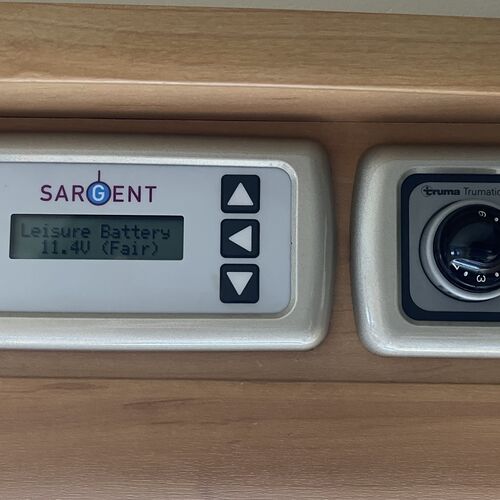 SARGENT
Leisure Battery
11.4V (Fair)
truma Trumatic